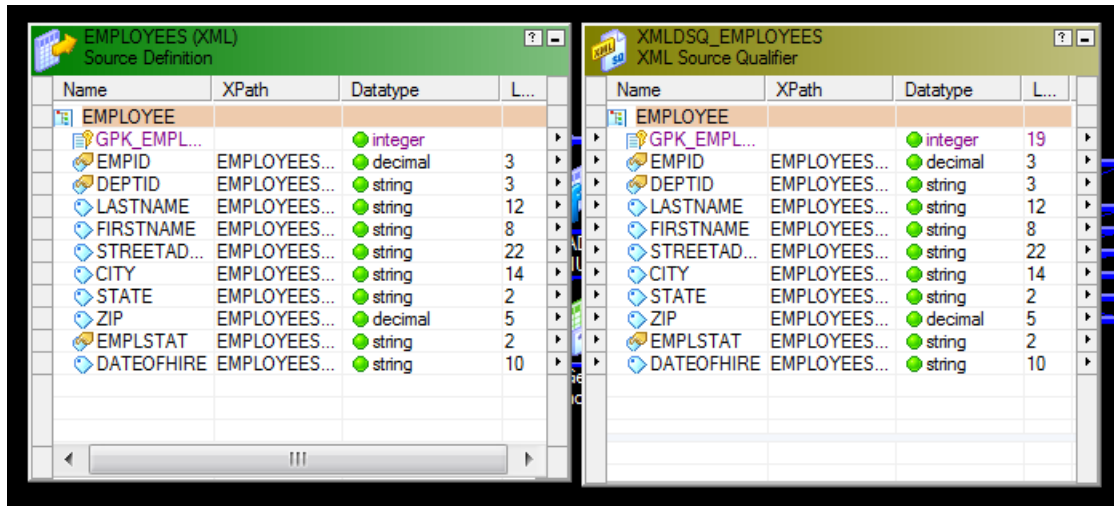 EMPLOYEES (XML)
Source Definition
Name XPath Datatype L...
EMPLOYEE
GPK_EMPL... integer
EMPID EMPLOYEES... decimal 3
DEPTID EMPLOYEES... string 3
LASTNAME EMPLOYEES... string 12
FIRSTNAME EMPLOYEES... string 8
STREETAD... EMPLOYEES... string 22
CITY EMPLOYEES... string 14
STATE EMPLOYEES... string 2
ZIP EMPLOYEES... decimal 5
EMPLSTAT EMPLOYEES... string 2
DATEOFHIRE EMPLOYEES... string 10
XML
SQ
XMLDSQ_EMPLOYEES
XML Source Qualifier
Name XPath Datatype L...
EMPLOYEE
GPK_EMPL... integer 19
EMPID EMPLOYEES... decimal 3
DEPTID EMPLOYEES... string 3
LASTNAME EMPLOYEES... string 12
FIRSTNAME EMPLOYEES... string 8
STREETAD... EMPLOYEES... string 22
CITY EMPLOYEES... string 14
STATE EMPLOYEES... string 2
ZIP EMPLOYEES... decimal 5
EMPLSTAT EMPLOYEES... string 2
DATEOFHIRE EMPLOYEES... string 10